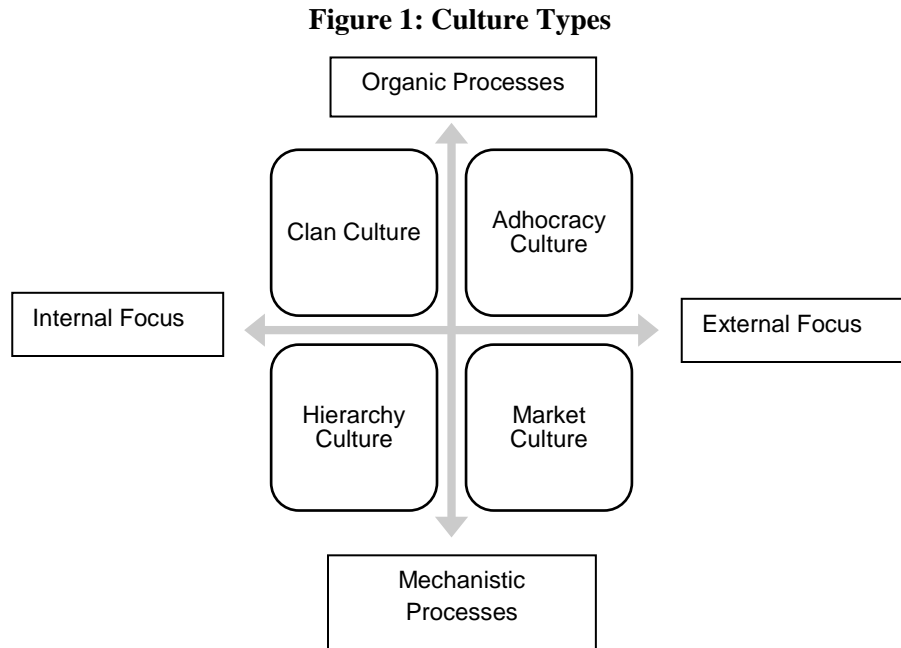 Figure 1: Culture Types
Organic Processes
Clan Culture
Adhocracy
Culture
Internal Focus
External Focus
Hierarchy
Culture
Market
Culture
Mechanistic
Processes